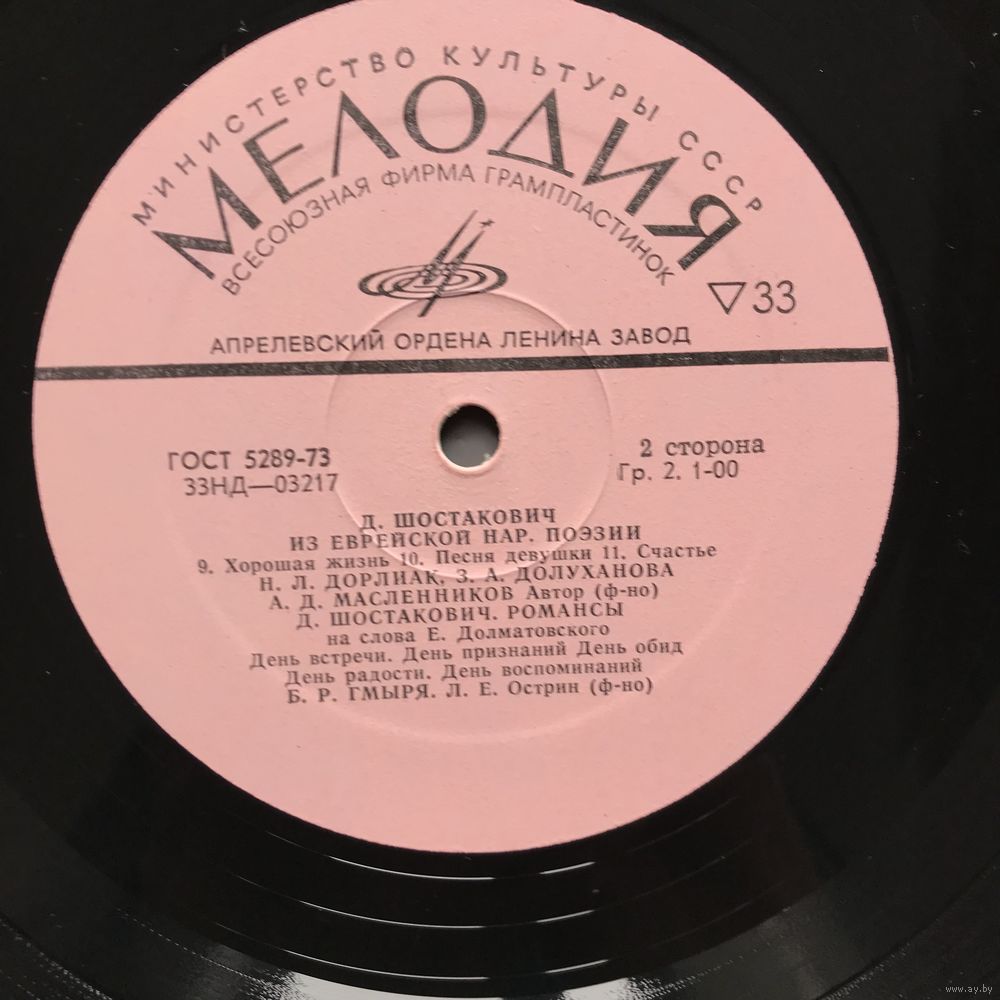 МИНИСТЕРСТВО КУЛЬТУРЫ СССР
МЕЛОДИЯ
ВСЕСОЮЗНАЯ ФИРМА ГРАМПЛАСТИНОК
▽33
АПРЕЛЕВСКИЙ ОРДЕНА ЛЕНИНА ЗАВОД
ГОСТ 5289-73
33НД—03217
2 сторона
Гр. 2. 1-00
Д. ШОСТАКОВИЧ
ИЗ ЕВРЕЙСКОЙ НАР. ПОЭЗИИ
9. Хорошая жизнь 10. Песня девушки 11. Счастье
Н. Л. ДОРЛИАК, З. А. ДОЛУХАНОВА
А. Д. МАСЛЕННИКОВ Автор (ф-но)
Д. ШОСТАКОВИЧ. РОМАНСЫ
на слова Е. Долматовского
День встречи. День признаний День обид
День радости. День воспоминаний
Б. Р. ГМЫРЯ. Л. Е. Острин (ф-но)
www.ay.by